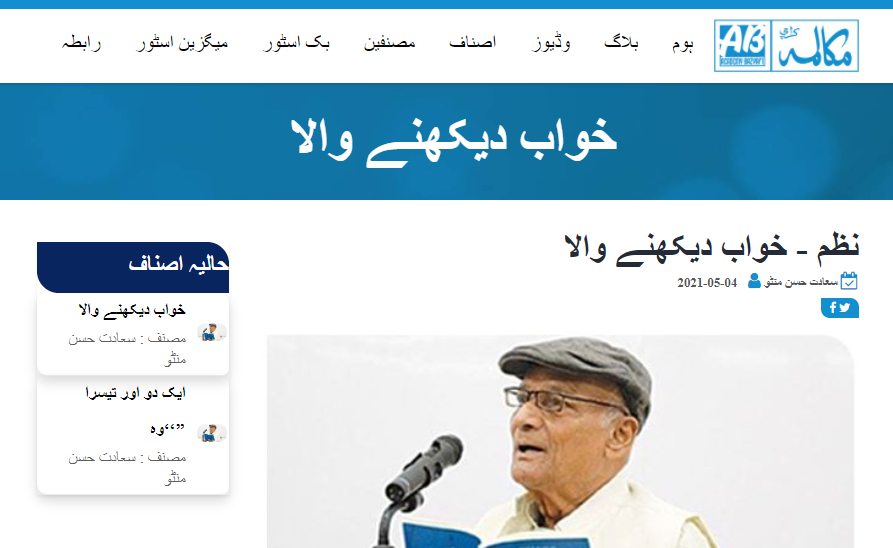 مکالمہ
کراچی
ہوم
بلاگ
وڈیوز
اصناف
مصنفین
بک اسٹور
میگزین اسٹور
رابطہ
خواب دیکھنے والا
نظم - خواب دیکھنے والا
سعادت حسن منٹو 2021-05-04
حالیہ اصناف
خواب دیکھنے والا
مصنف : سعادت حسن
منٹو
ایک دو اور تیسرا
”“وہ
مصنف : سعادت حسن
منٹو